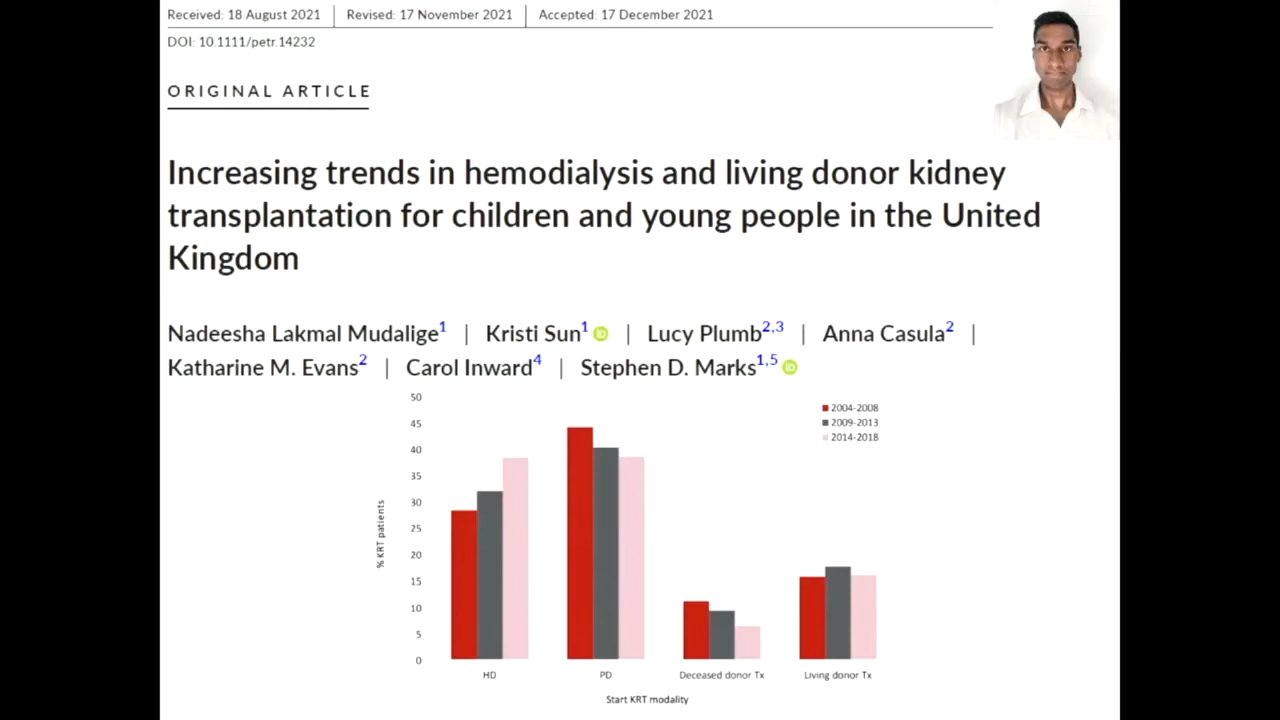 Received: 18 August 2021 | Revised: 17 November 2021 | Accepted: 17 December 2021
DOI: 10.1111/petr.14232
ORIGINAL ARTICLE
Increasing trends in hemodialysis and living donor kidney
transplantation for children and young people in the United
Kingdom
Nadeesha Lakmal Mudalige1 | Kristi Sun1 iD | Lucy Plumb2,3 | Anna Casula2 |
Katharine M. Evans2 | Carol Inward4 | Stephen D. Marks1,5 iD
50
45
40
35
30
25
20
15
10
5
0
% KRT patients
2004-2008
2009-2013
2014-2018
HD PD Deceased donor Tx Living donor Tx
Start KRT modality